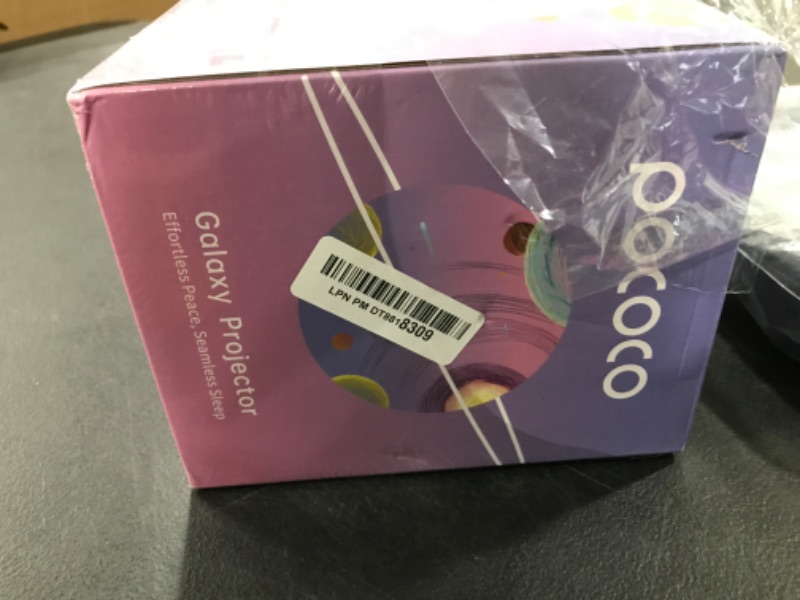 pococo
Galaxy Projector
Effortless Peace, Seamless Sleep
LPN PM DT8818309